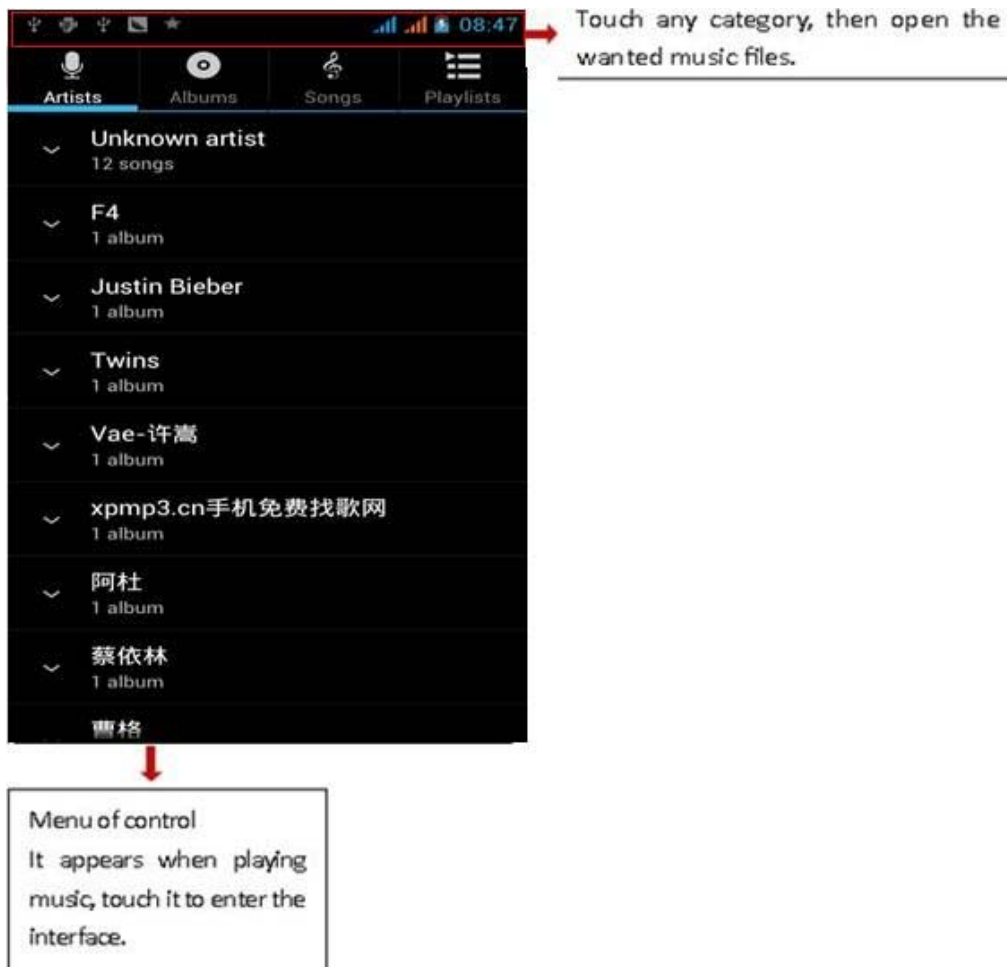 08:47
Touch any category, then open the
wanted music files.
Artists Albums Songs Playlists
Unknown artist
12 songs
F4
1 album
Justin Bieber
1 album
Twins
1 album
Vae-许嵩
1 album
xpmp3.cn手机免费找歌网
1 album
阿杜
1 album
蔡依林
1 album
曹格
Menu of control
It appears when playing
music, touch it to enter the
interface.